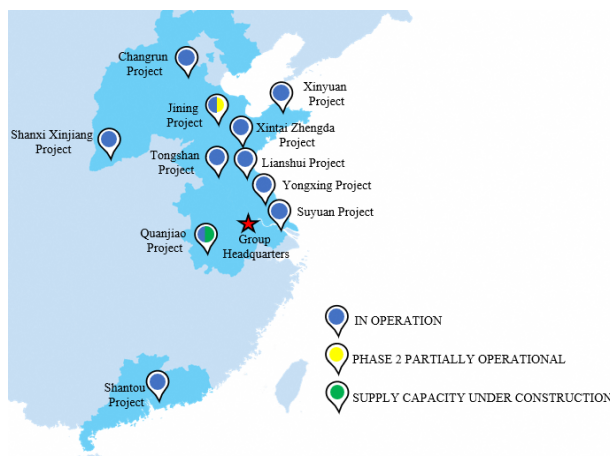 Changrun
Project
Xinyuan
Project
Jining
Project
Xintai Zhengda
Project
Shanxi Xinjiang
Project
Tongshan
Project
Lianshui Project
Yongxing Project
Suyuan Project
Quanjiao
Project
Group
Headquarters
IN OPERATION
PHASE 2 PARTIALLY OPERATIONAL
Shantou
Project
SUPPLY CAPACITY UNDER CONSTRUCTION